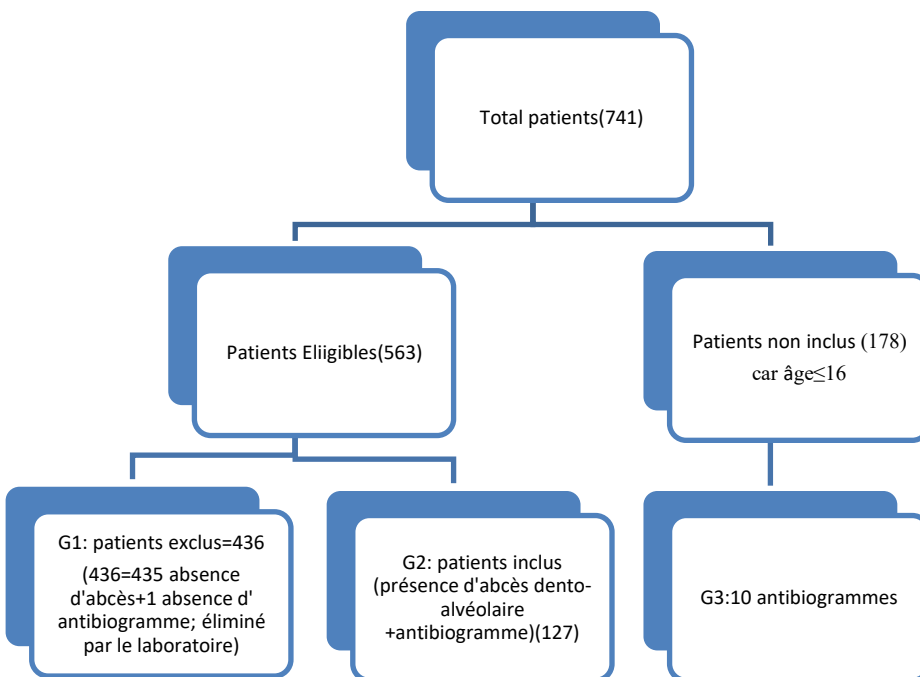 Total patients(741)
Patients Eliigibles(563)
Patients non inclus (178)
car âge≤16
G1: patients exclus=436
(436=435 absence
d'abcès+1 absence d'
antibiogramme; éliminé
par le laboratoire)
G2: patients inclus
(présence d'abcès dento-
alvéolaire
+antibiogramme)(127)
G3:10 antibiogrammes